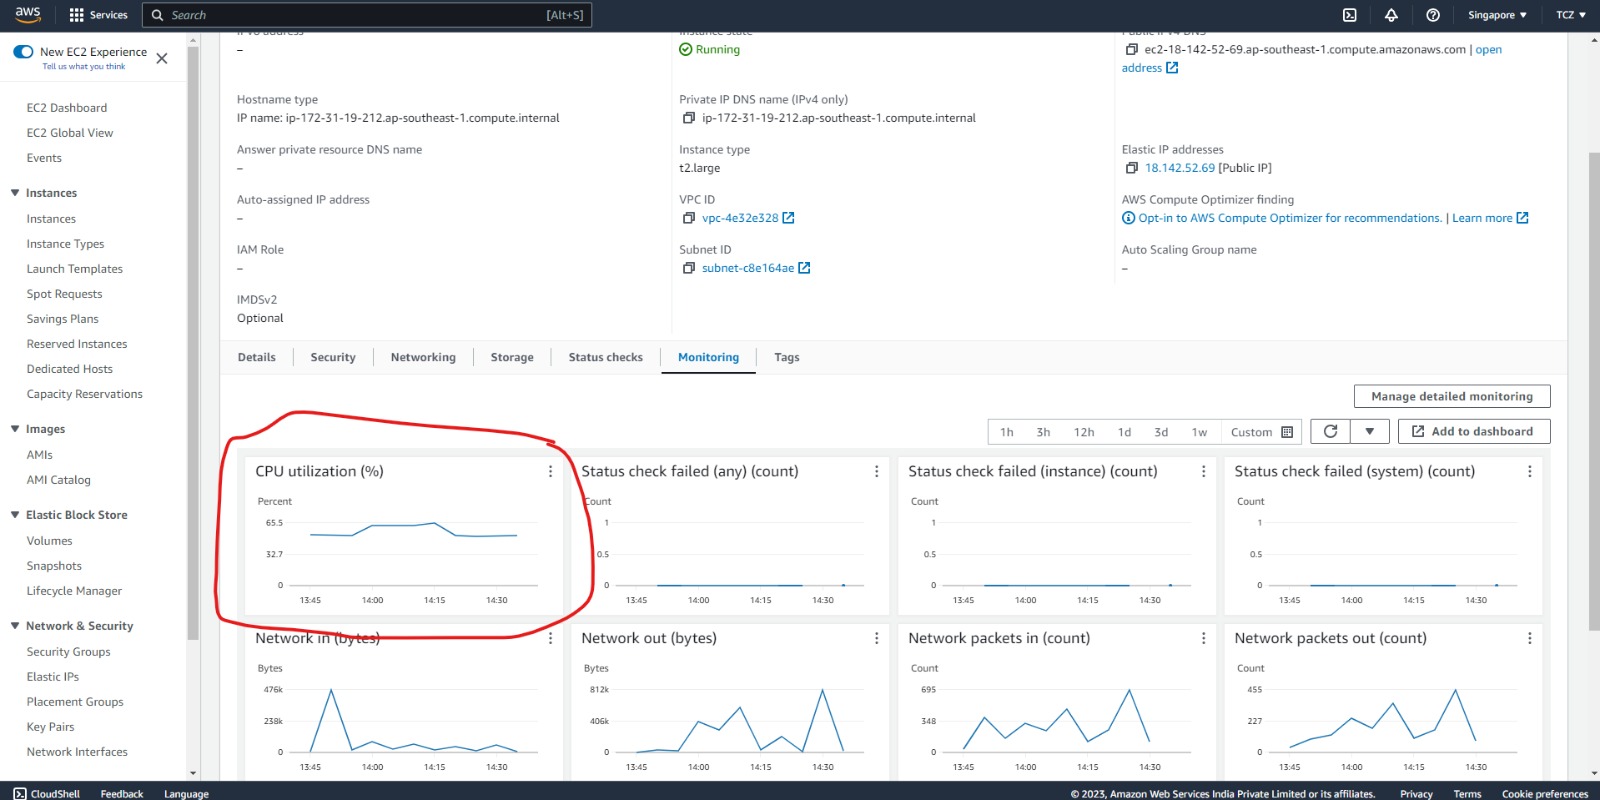 aws Services Search [Alt+S] Singapore ▼ TCZ ▼
New EC2 Experience
Tell us what you think
EC2 Dashboard
EC2 Global View
Events
Instances
Instances
Instance Types
Launch Templates
Spot Requests
Savings Plans
Reserved Instances
Dedicated Hosts
Capacity Reservations
Images
AMIs
AMI Catalog
Elastic Block Store
Volumes
Snapshots
Lifecycle Manager
Network & Security
Security Groups
Elastic IPs
Placement Groups
Key Pairs
Network Interfaces
–
Instance state
Running
Public IPv4 DNS
ec2-18-142-52-69.ap-southeast-1.compute.amazonaws.com | open
address
Hostname type
IP name: ip-172-31-19-212.ap-southeast-1.compute.internal
Private IP DNS name (IPv4 only)
ip-172-31-19-212.ap-southeast-1.compute.internal
Answer private resource DNS name
–
Instance type
t2.large
Elastic IP addresses
18.142.52.69 [Public IP]
Auto-assigned IP address
–
VPC ID
vpc-4e32e328
AWS Compute Optimizer finding
Opt-in to AWS Compute Optimizer for recommendations. | Learn more
IAM Role
–
Subnet ID
subnet-c8e164ae
Auto Scaling Group name
–
IMDSv2
Optional
Details Security Networking Storage Status checks Monitoring Tags
Manage detailed monitoring
1h 3h 12h 1d 3d 1w Custom Add to dashboard
CPU utilization (%)
Percent
65.5
32.7
0
13:45 14:00 14:15 14:30
Status check failed (any) (count)
Count
1
0.5
0
13:45 14:00 14:15 14:30
Status check failed (instance) (count)
Count
1
0.5
0
13:45 14:00 14:15 14:30
Status check failed (system) (count)
Count
1
0.5
0
13:45 14:00 14:15 14:30
Network in (bytes)
Bytes
476k
238k
0
13:45 14:00 14:15 14:30
Network out (bytes)
Bytes
812k
406k
0
13:45 14:00 14:15 14:30
Network packets in (count)
Count
695
348
0
13:45 14:00 14:15 14:30
Network packets out (count)
Count
455
227
0
13:45 14:00 14:15 14:30
CloudShell Feedback Language © 2023, Amazon Web Services India Private Limited or its affiliates. Privacy Terms Cookie preferences